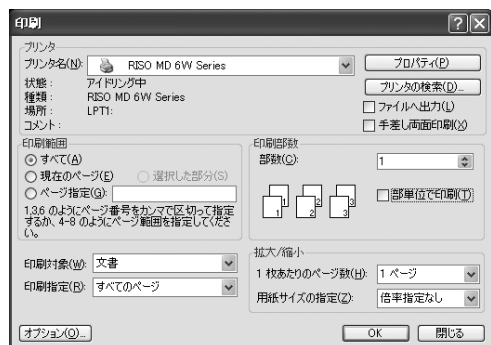 印刷
プリンタ
プリンタ名(N): RISO MD 6W Series プロパティ(P)
状態: アイドリング中 プリンタの検索(D)...
種類: RISO MD 6W Series
場所: LPT1: ファイルへ出力(L)
コメント: 手差し両面印刷(X)
印刷範囲
すべて(A)
現在のページ(E) 選択した部分(S)
ページ指定(G):
1,3,6 のようにページ番号をカンマで区切って指定
するか、4-8 のようにページ範囲を指定してくださ
い。
印刷部数
部数(C): 1
1 1 2 2 3 3
部単位で印刷(T)
印刷対象(W): 文書
印刷指定(R): すべてのページ
拡大/縮小
1 枚あたりのページ数(H): 1 ページ
用紙サイズの指定(Z): 倍率指定なし
オプション(O)... OK 閉じる